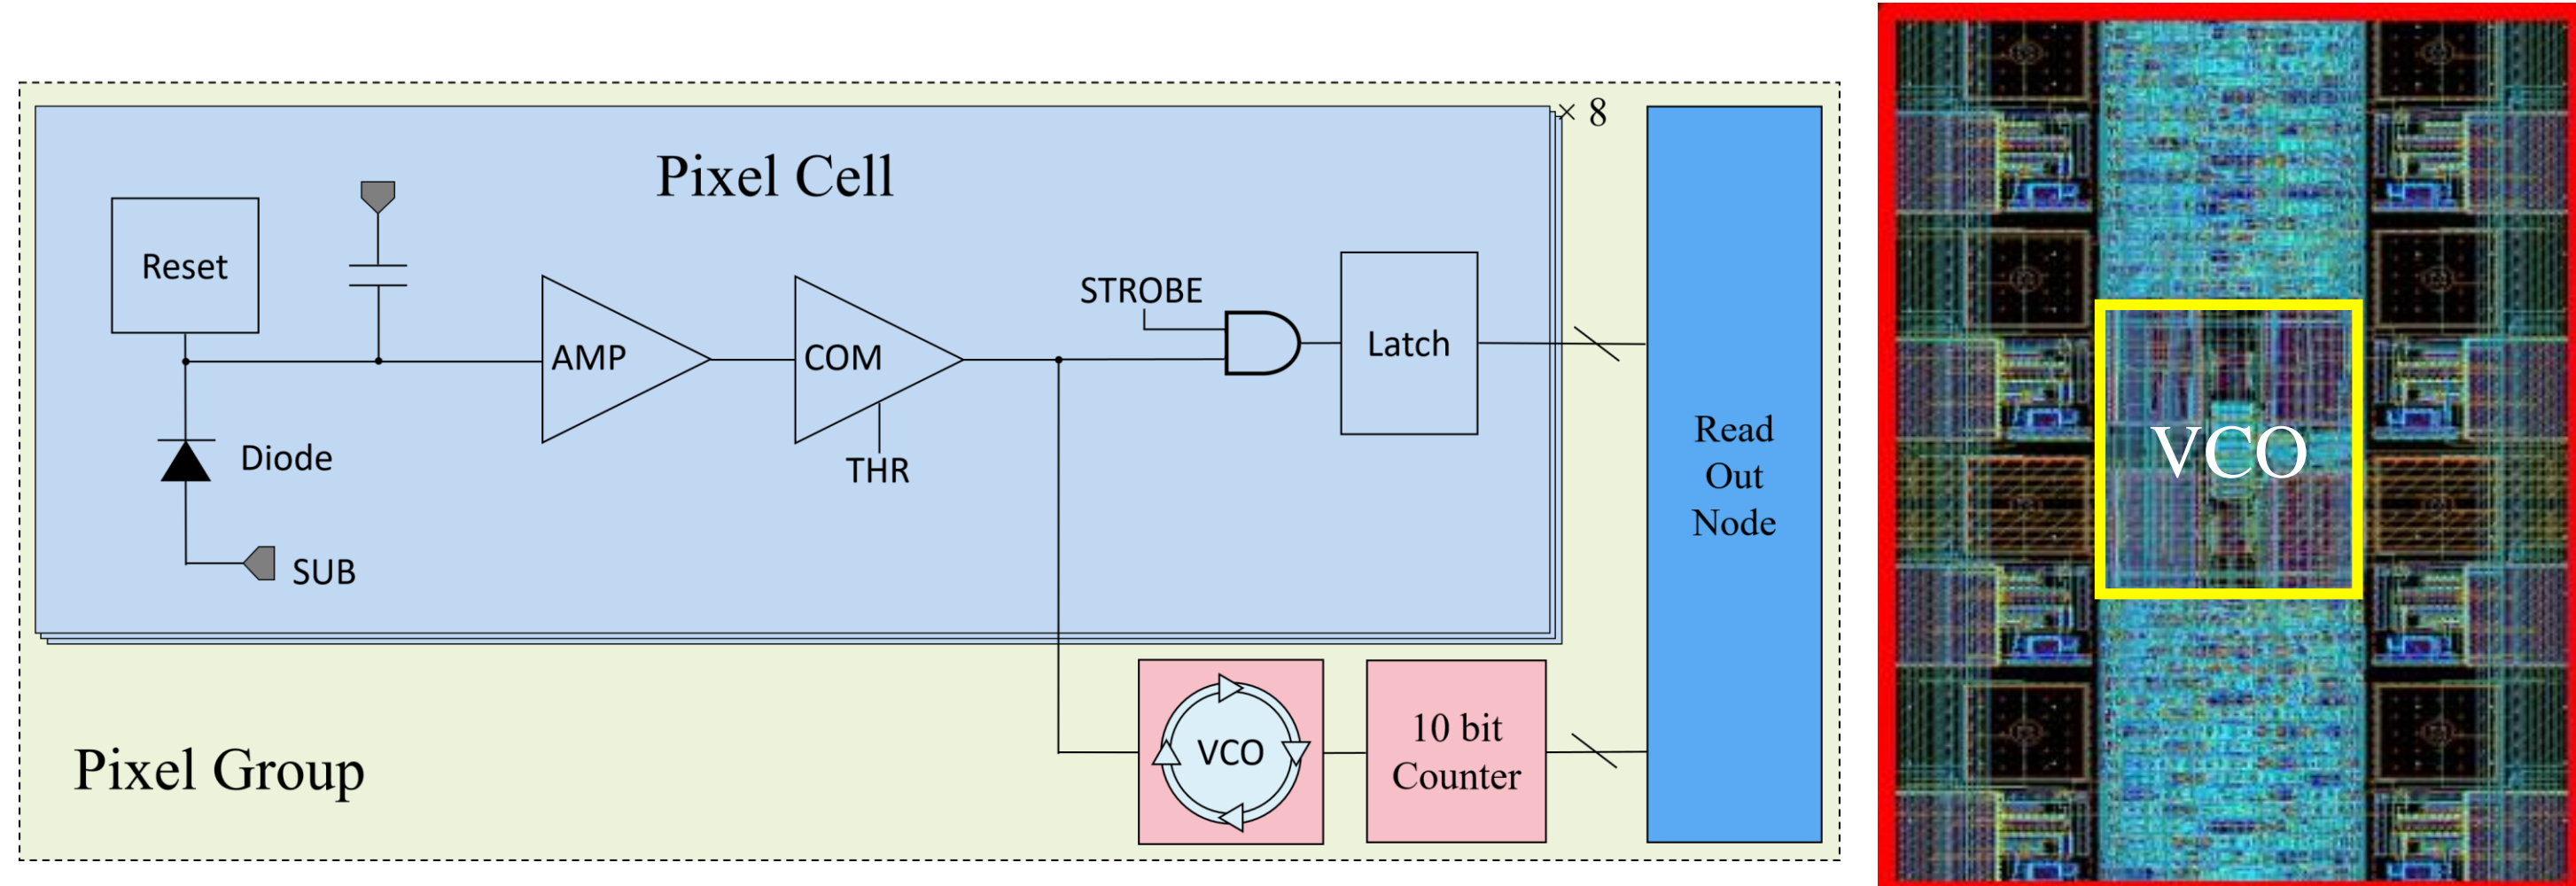 × 8
Pixel Cell
Reset
STROBE
AMP
COM
Latch
THR
Diode
SUB
Read
Out
Node
VCO
10 bit
Counter
Pixel Group
VCO